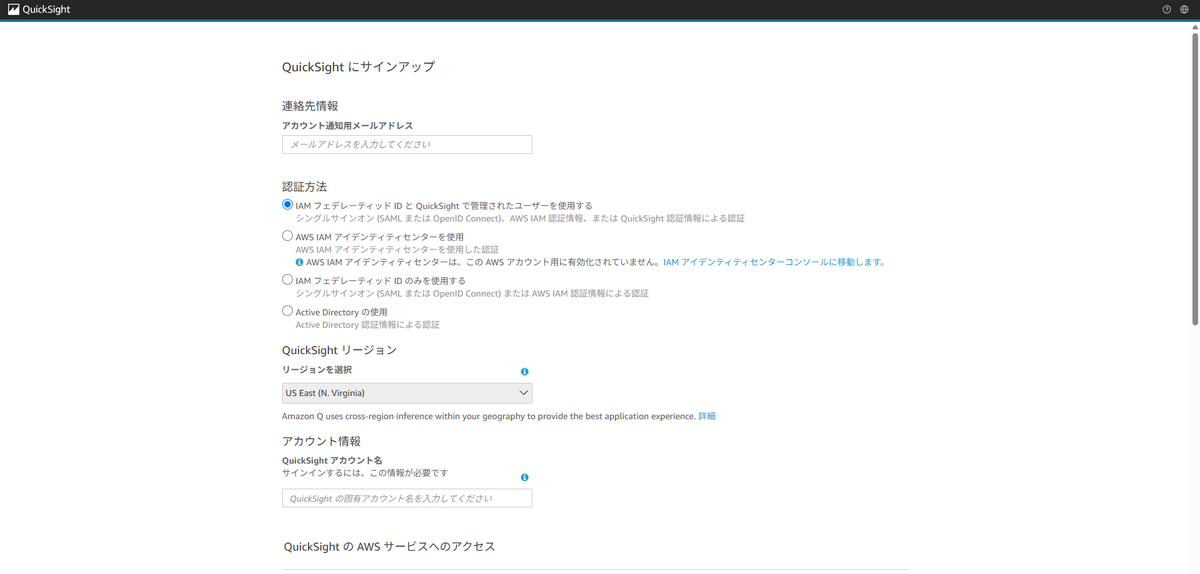 QuickSight
QuickSight にサインアップ
連絡先情報
アカウント通知用メールアドレス
メールアドレスを入力してください
認証方法
IAM フェデレーティッド ID と QuickSight で管理されたユーザーを使用する
シングルサインオン (SAML または OpenID Connect)、AWS IAM 認証情報、または QuickSight 認証情報による認証
AWS IAM アイデンティティセンターを使用
AWS IAM アイデンティティセンターを使用した認証
AWS IAM アイデンティティセンターは、この AWS アカウント用に有効化されていません。IAM アイデンティティセンターコンソールに移動します。
IAM フェデレーティッド ID のみを使用する
シングルサインオン (SAML または OpenID Connect) または AWS IAM 認証情報による認証
Active Directory の使用
Active Directory 認証情報による認証
QuickSight リージョン
リージョンを選択
US East (N. Virginia)
Amazon Q uses cross-region inference within your geography to provide the best application experience. 詳細
アカウント情報
QuickSight アカウント名
サインインするには、この情報が必要です
QuickSight の固有アカウント名を入力してください
QuickSight の AWS サービスへのアクセス